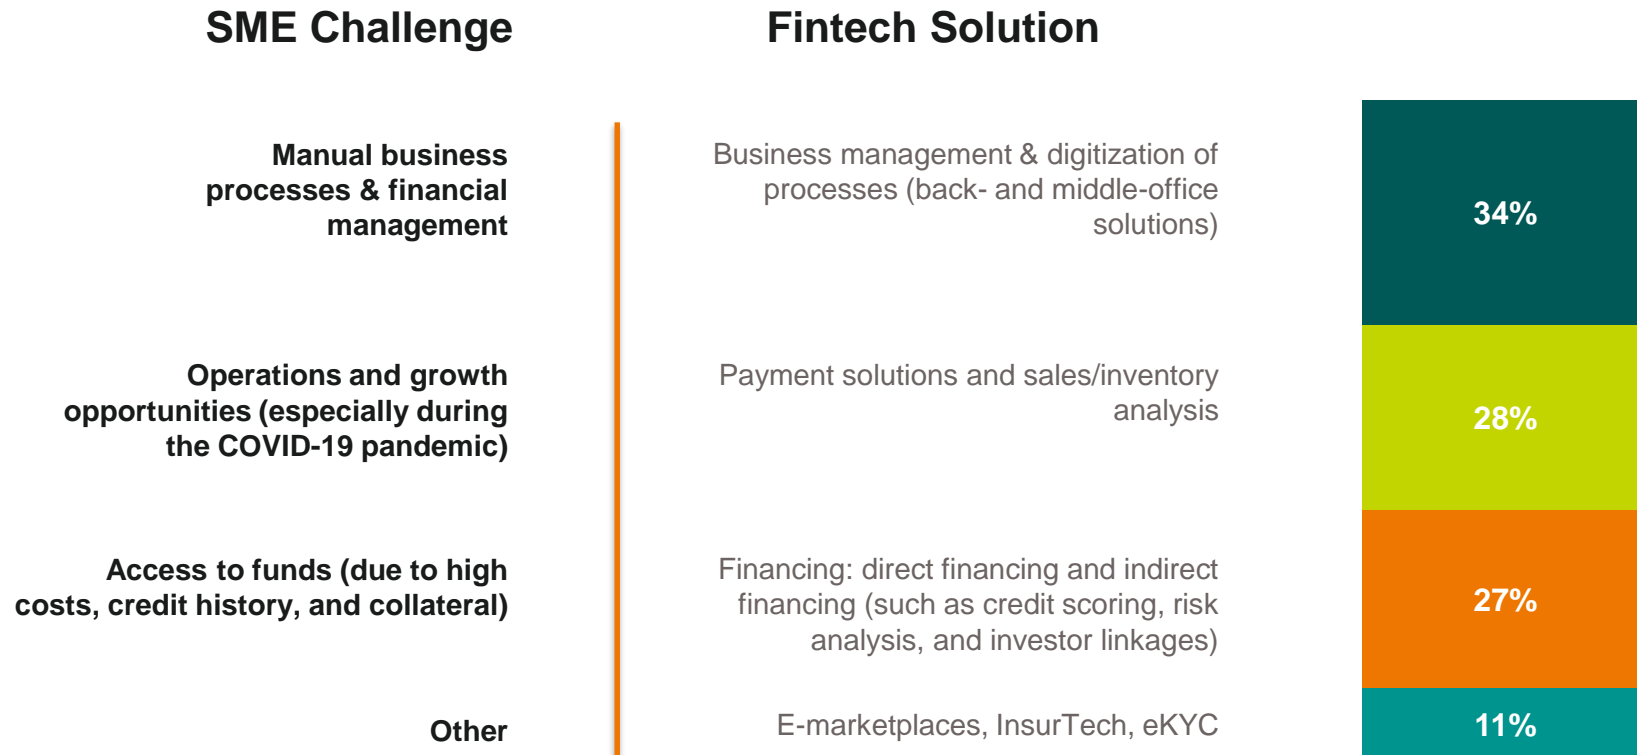 SME Challenge
Fintech Solution
Manual business
processes & financial
management
Business management & digitization of
processes (back- and middle-office
solutions)
34%
Operations and growth
opportunities (especially during
the COVID-19 pandemic)
Payment solutions and sales/inventory
analysis
28%
Access to funds (due to high
costs, credit history, and collateral)
Financing: direct financing and indirect
financing (such as credit scoring, risk
analysis, and investor linkages)
27%
Other
E-marketplaces, InsurTech, eKYC
11%